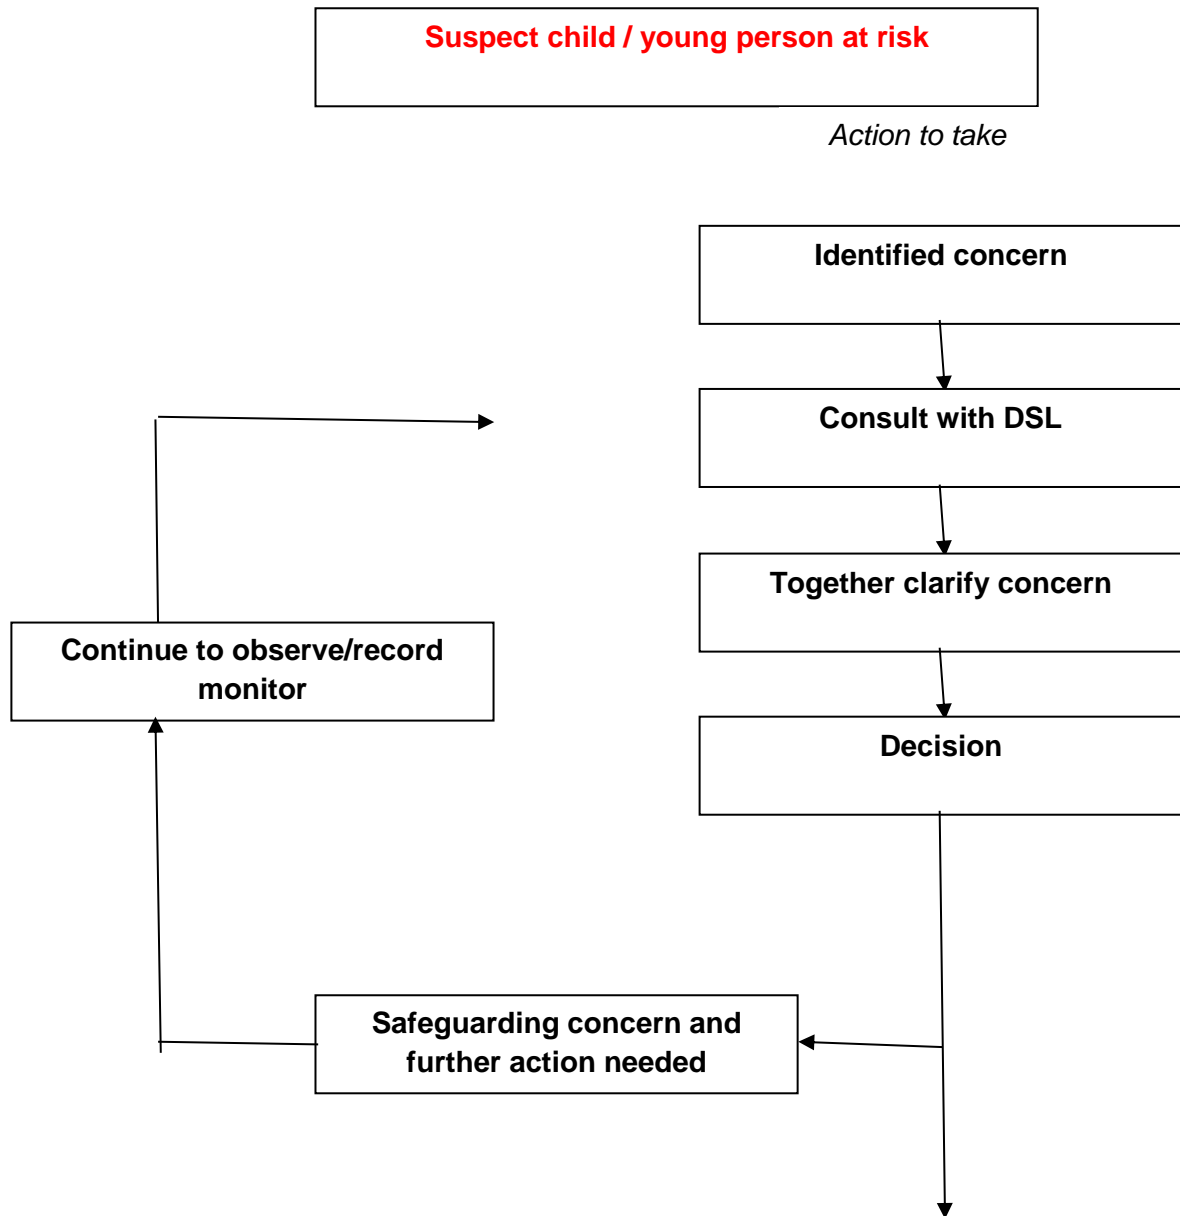 Suspect child / young person at risk
Action to take
Identified concern
Consult with DSL
Together clarify concern
Continue to observe/record
monitor
Decision
Safeguarding concern and
further action needed